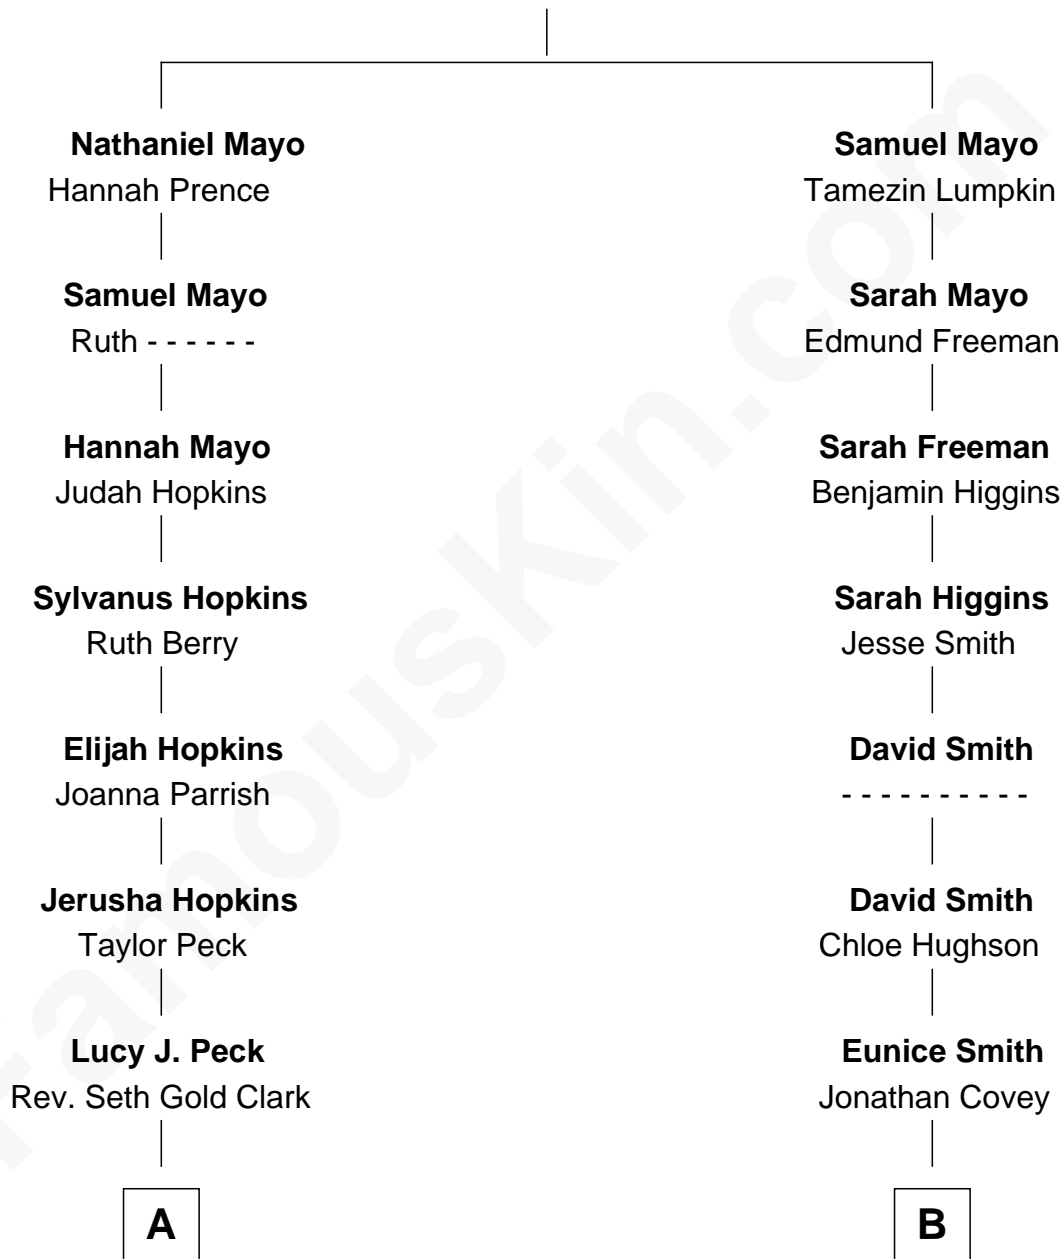 Nathaniel Mayo
Hannah Prence
Samuel Mayo
Ruth - - - - - -
Hannah Mayo
Judah Hopkins
Sylvanus Hopkins
Ruth Berry
Elijah Hopkins
Joanna Parrish
Jerusha Hopkins
Taylor Peck
Lucy J. Peck
Rev. Seth Gold Clark
A
Samuel Mayo
Tamezin Lumpkin
Sarah Mayo
Edmund Freeman
Sarah Freeman
Benjamin Higgins
Sarah Higgins
Jesse Smith
David Smith
- - - - - - - - - -
David Smith
Chloe Hughson
Eunice Smith
Jonathan Covey
B
FamousKin.com